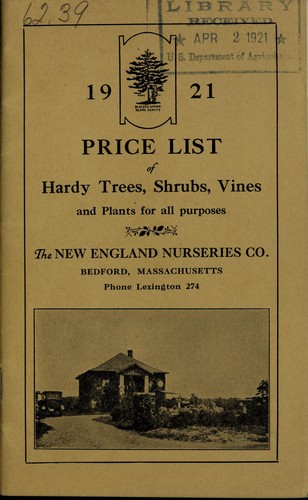 62.39
LIBRARY
RECEIVED
★ APR 2 1921 ★
U. S. Department of Agricul
19 21
PRICE LIST
of
Hardy Trees, Shrubs, Vines
and Plants for all purposes
The NEW ENGLAND NURSERIES CO.
BEDFORD, MASSACHUSETTS
Phone Lexington 274